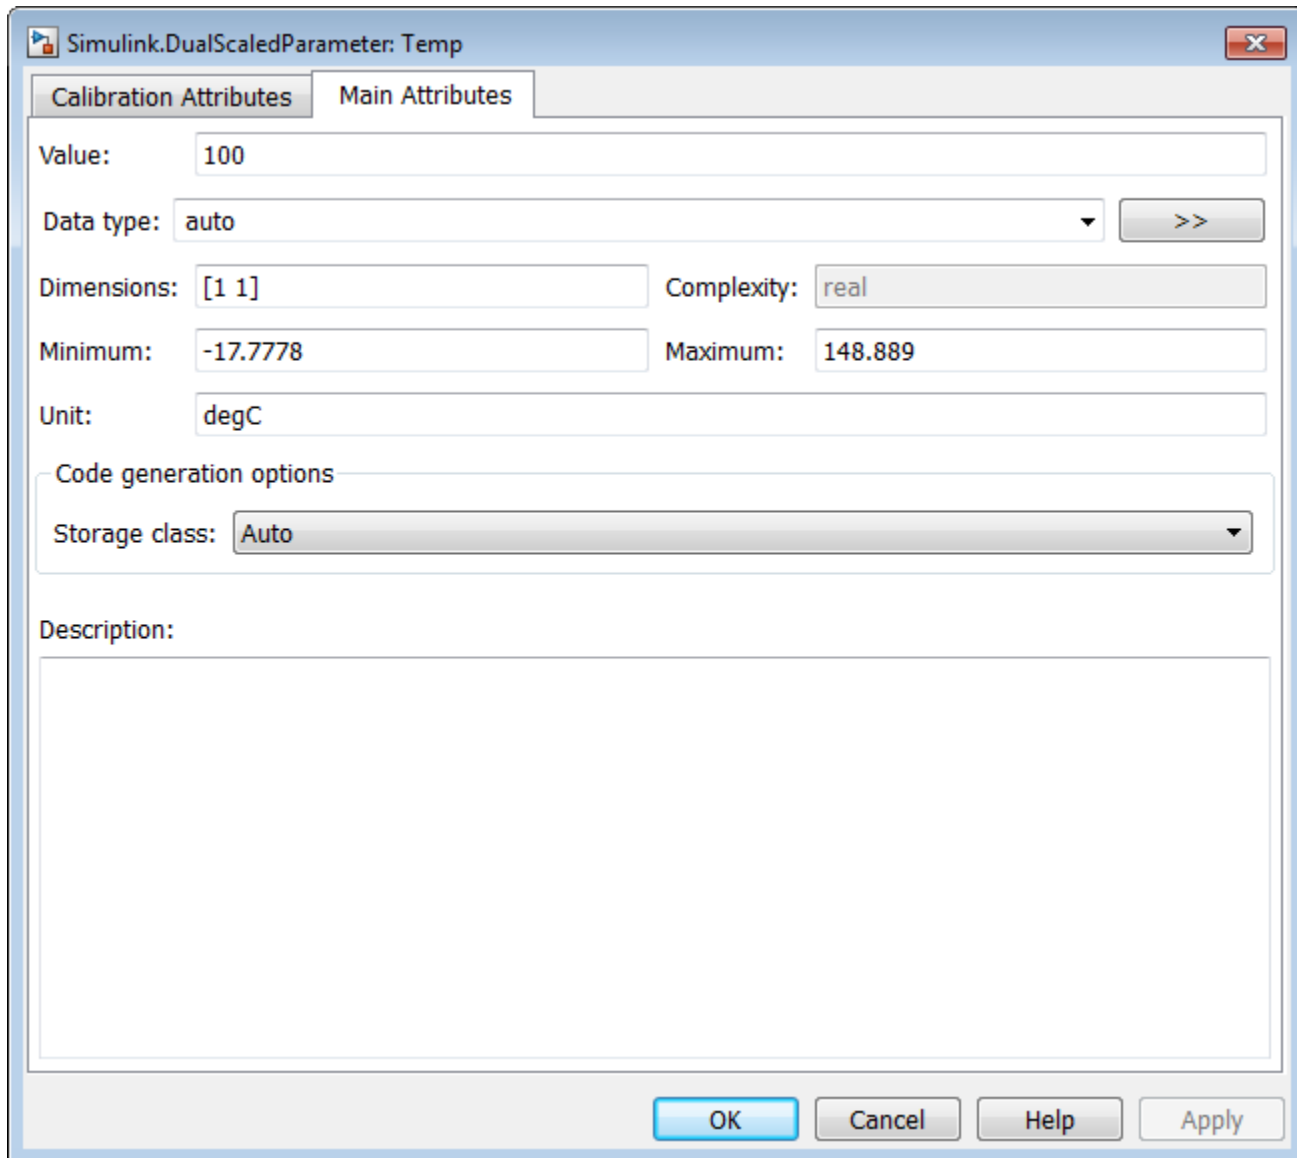 Simulink.DualScaledParameter: Temp
Calibration Attributes Main Attributes
Value: 100
Data type: auto >>
Dimensions: [1 1] Complexity: real
Minimum: -17.7778 Maximum: 148.889
Unit: degC
Code generation options
Storage class: Auto
Description:
OK Cancel Help Apply